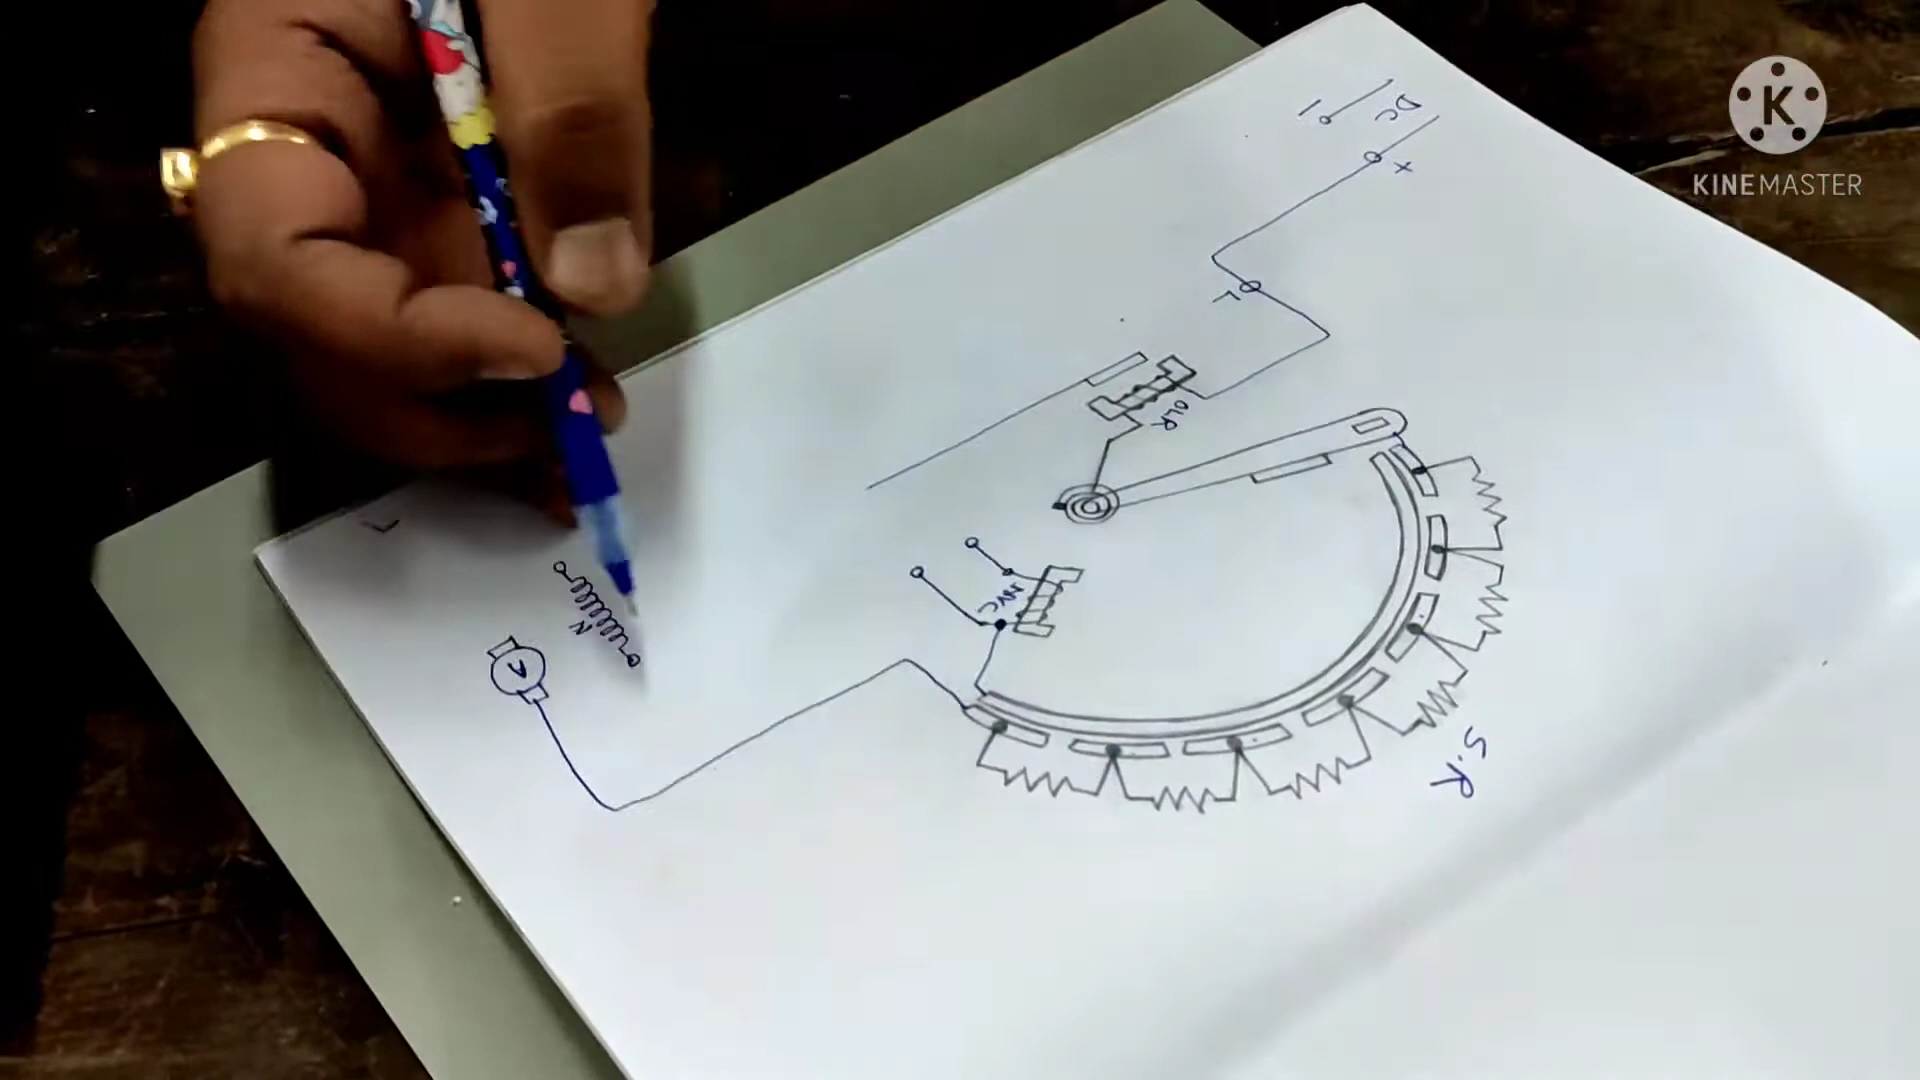 DC
+
-
L
OLR
NVC
S.R
KINEMASTER
K